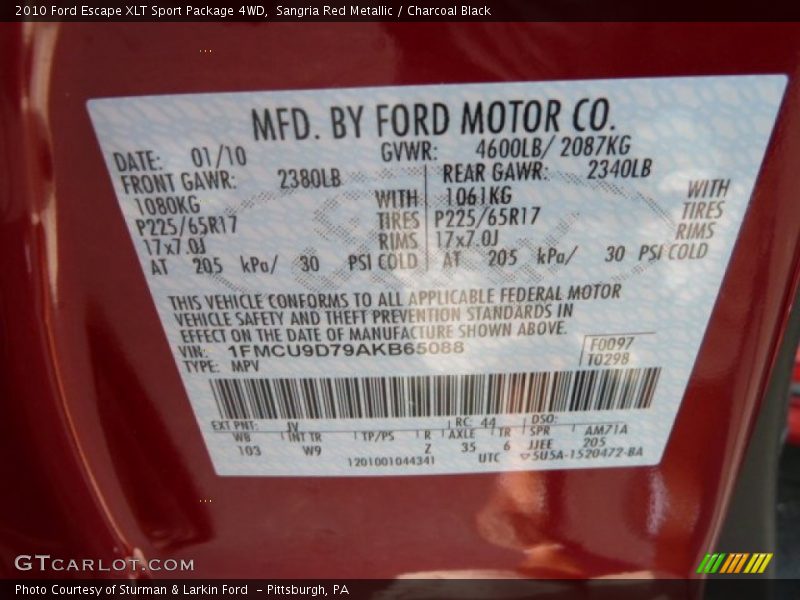 2010 Ford Escape XLT Sport Package 4WD,  Sangria Red Metallic / Charcoal Black
MFD. BY FORD MOTOR CO.
DATE: 01/10 GVWR: 4600LB/ 2087KG
FRONT GAWR: 2380LB REAR GAWR: 2340LB
1080KG WITH 1061KG WITH
P225/65R17 TIRES P225/65R17 TIRES
17x7.0J RIMS 17x7.0J RIMS
AT 205 kPa/ 30 PSI COLD AT 205 kPa/ 30 PSI COLD
THIS VEHICLE CONFORMS TO ALL APPLICABLE FEDERAL MOTOR
VEHICLE SAFETY AND THEFT PREVENTION STANDARDS IN
EFFECT ON THE DATE OF MANUFACTURE SHOWN ABOVE.
VIN: 1FMCU9D79AKB65088 F0097
TYPE: MPV T0298
EXT PNT: JV RC: 44 DSO:
WB INT TR TP/PS R AXLE TR SPR AM71A
103 W9 Z 35 6 JJEE 205
1201001044341 UTC ▽5U5A-1520472-BA
GTCARLOT.COM
Photo Courtesy of Sturman & Larkin Ford  - Pittsburgh, PA